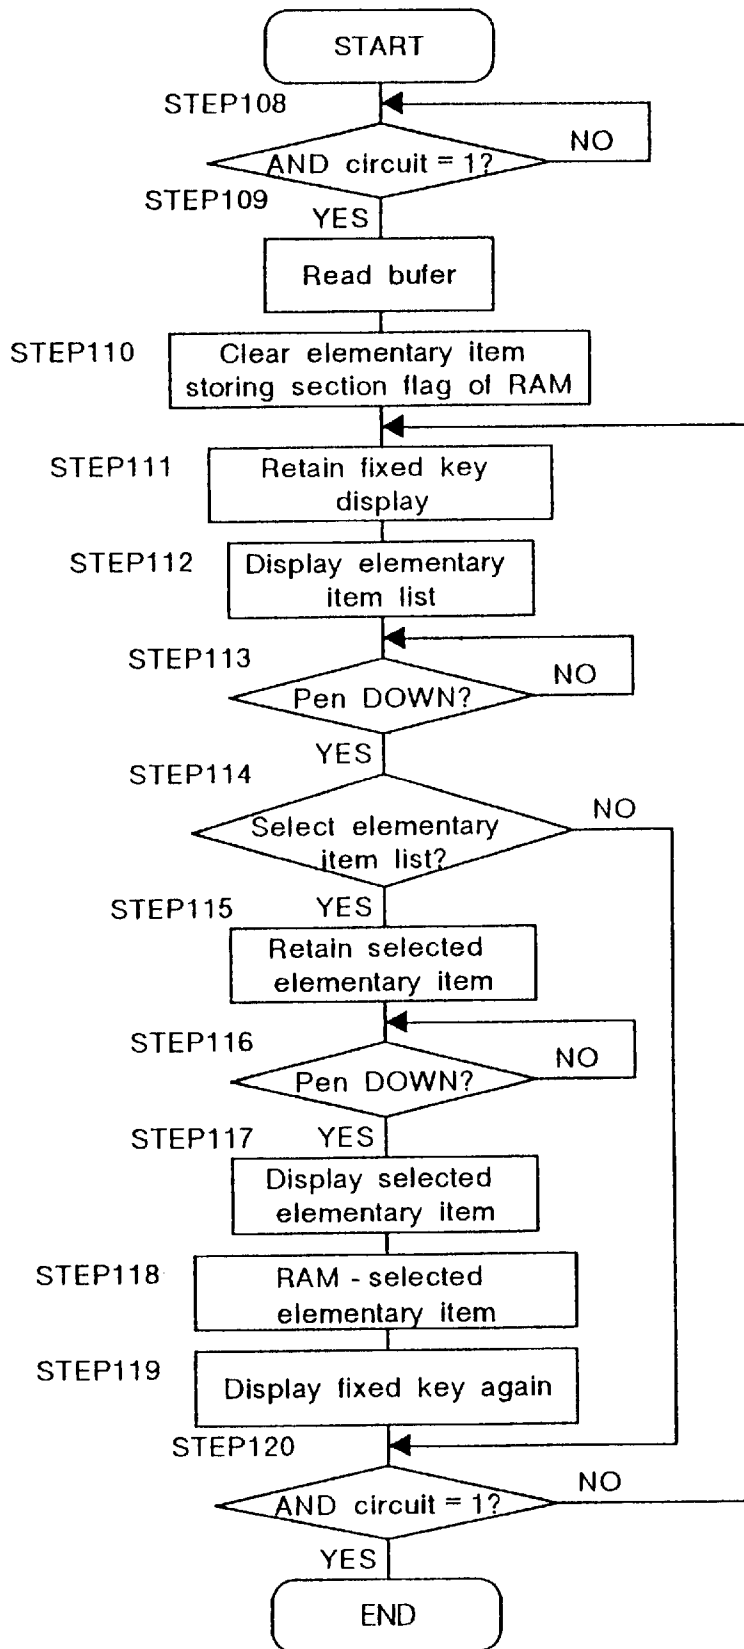 START
STEP108
AND circuit = 1?
NO
STEP109
YES
Read bufer
STEP110
Clear elementary item
storing section flag of RAM
STEP111
Retain fixed key
display
STEP112
Display elementary
item list
STEP113
Pen DOWN?
NO
YES
STEP114
Select elementary
item list?
NO
STEP115
YES
Retain selected
elementary item
STEP116
Pen DOWN?
NO
STEP117
YES
Display selected
elementary item
STEP118
RAM - selected
elementary item
STEP119
Display fixed key again
STEP120
AND circuit = 1?
NO
YES
END